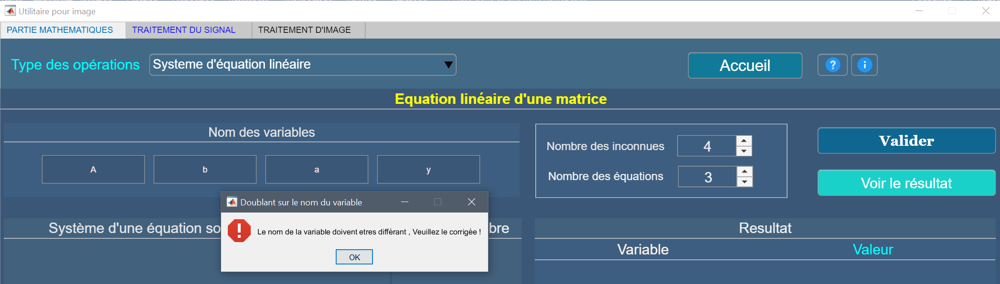 Utilitaire pour image
PARTIE MATHEMATIQUES TRAITEMENT DU SIGNAL TRAITEMENT D'IMAGE
Type des opérations Systeme d'équation linéaire Accueil ? i
Equation linéaire d'une matrice
Nom des variables
A b a y
Nombre des inconnues 4
Nombre des équations 3
Valider
Voir le résultat
Doublant sur le nom du variable
Le nom de la variable doivent etres différant , Veuillez le corrigée !
OK
Système d'une équation so bre
Resultat
Variable Valeur